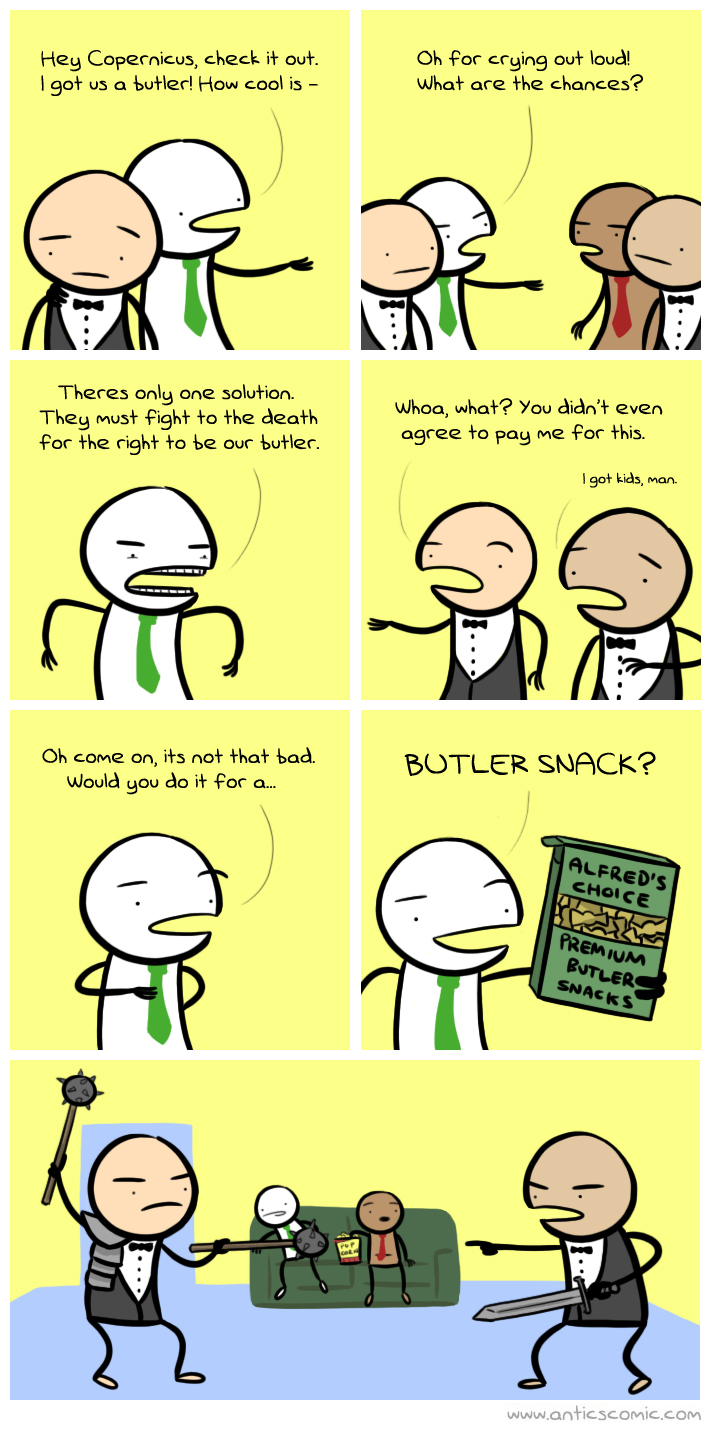 Hey Copernicus, check it out.
I got us a butler! How cool is -
Oh for crying out loud!
What are the chances?
Theres only one solution.
They must fight to the death
for the right to be our butler.
Whoa, what? You didn't even
agree to pay me for this.
I got kids, man.
Oh come on, its not that bad.
Would you do it for a...
BUTLER SNACK?
ALFRED'S
CHOICE
PREMIUM
BUTLER
SNACKS
POP
CORN
www.anticscomic.com